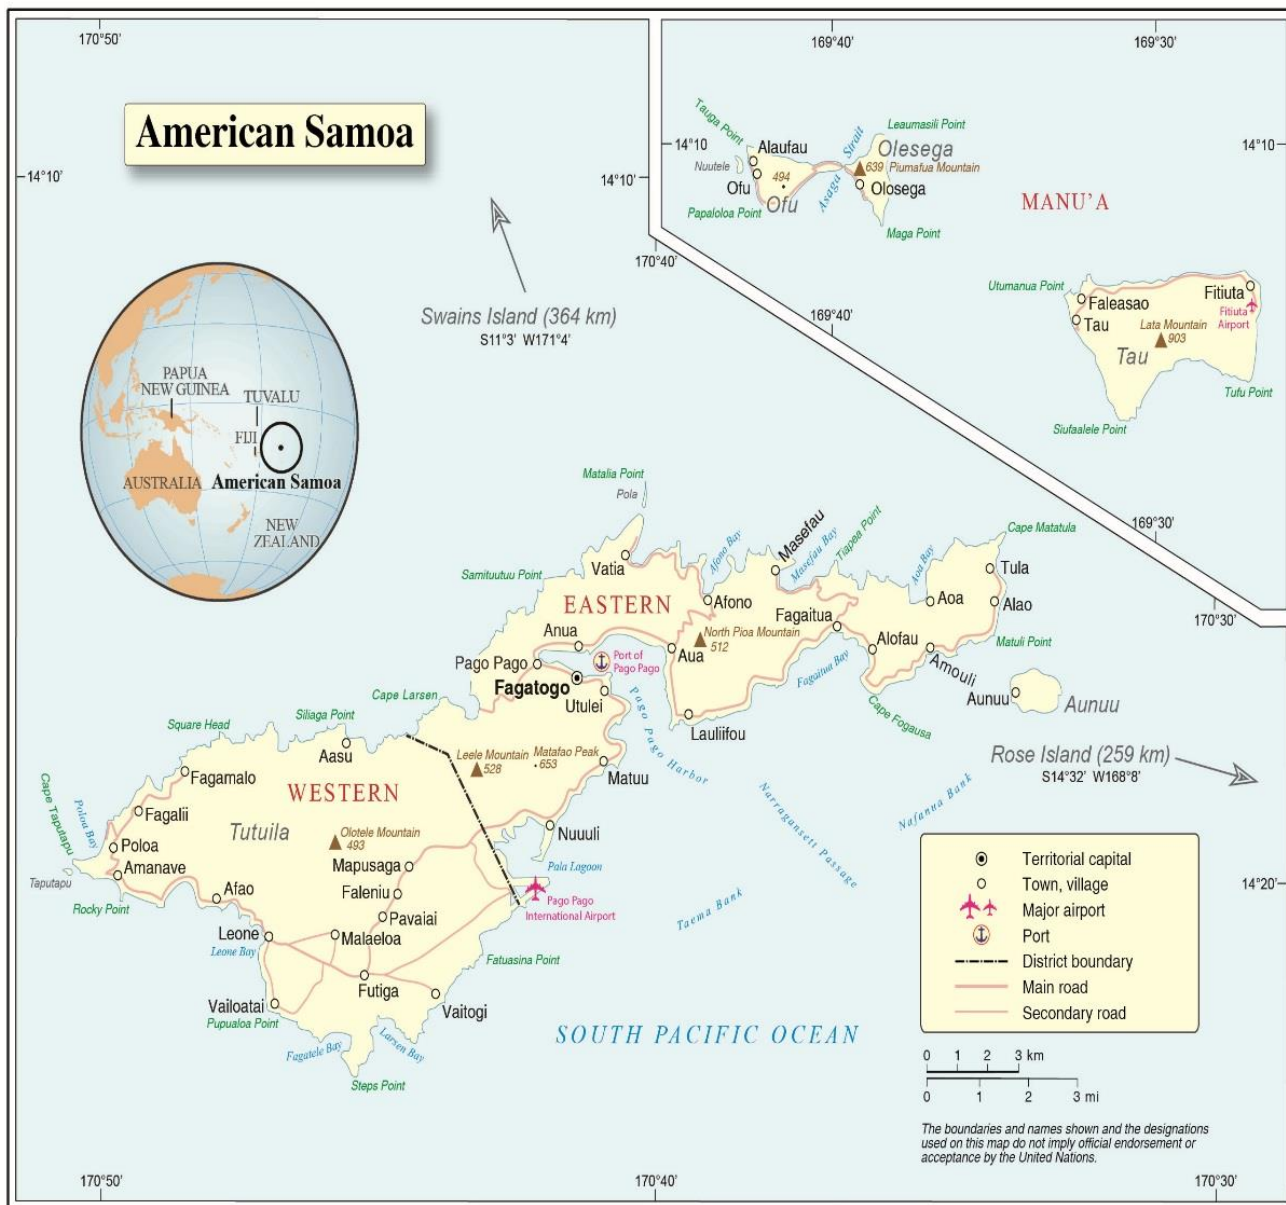 170°50'
169°40'
169°30'
American Samoa
14°10'
14°10'
14°10'
Tauga Point
Alaufau
Nuutele
Ofu
494
Ofu
Papaloloa Point
Asaga Strait
Leaumasili Point
Olesega
639 Piumafua Mountain
Olosega
Maga Point
MANU'A
170°40'
169°40'
Utumanua Point
Faleasao
Tau
Lata Mountain
903
Tau
Fitiuta
Fitiuta
Airport
Tufu Point
Siufaalele Point
169°30'
170°30'
Swains Island (364 km)
S11°3' W171°4'
PAPUA
NEW GUINEA
TUVALU
FIJI
AUSTRALIA
American Samoa
NEW
ZEALAND
Matalia Point
Pola
Vatia
Samituutuu Point
EASTERN
Afono Bay
Afono
Masefau
Masefau Bay
Tiapea Point
Aoa Bay
Aoa
Cape Matatula
Tula
Alao
Matuli Point
Anua
Pago Pago
Port of
Pago Pago
Fagatogo
Utulei
North Pioa Mountain
512
Aua
Fagaitua
Fagaitua Bay
Alofau
Amouli
Cape Fogausa
Aunuu
Aunuu
Lauliifou
Pago Pago Harbor
Cape Larsen
Siliaga Point
Square Head
Aasu
Leele Mountain
528
Matafao Peak
653
Matuu
Rose Island (259 km)
S14°32' W168°8'
Narragansett Passage
Nafanua Bank
Taema Bank
Fagamalo
WESTERN
Fagalii
Tutuila
Olotele Mountain
493
Cape Taputapu
Poloa Bay
Poloa
Amanave
Taputapu
Rocky Point
Afao
Mapusaga
Faleniu
Pavaiai
Nuuuli
Pala Lagoon
Pago Pago
International Airport
Leone
Leone Bay
Malaeloa
Fatuasina Point
Futiga
Vaitogi
Vailoatai
Pupualoa Point
Fagatele Bay
Larsen Bay
Steps Point
SOUTH PACIFIC OCEAN
Territorial capital
Town, village
Major airport
Port
District boundary
Main road
Secondary road
0 1 2 3 km
0 1 2 3 mi
The boundaries and names shown and the designations
used on this map do not imply official endorsement or
acceptance by the United Nations.
14°20'
170°50'
170°40'
170°30'